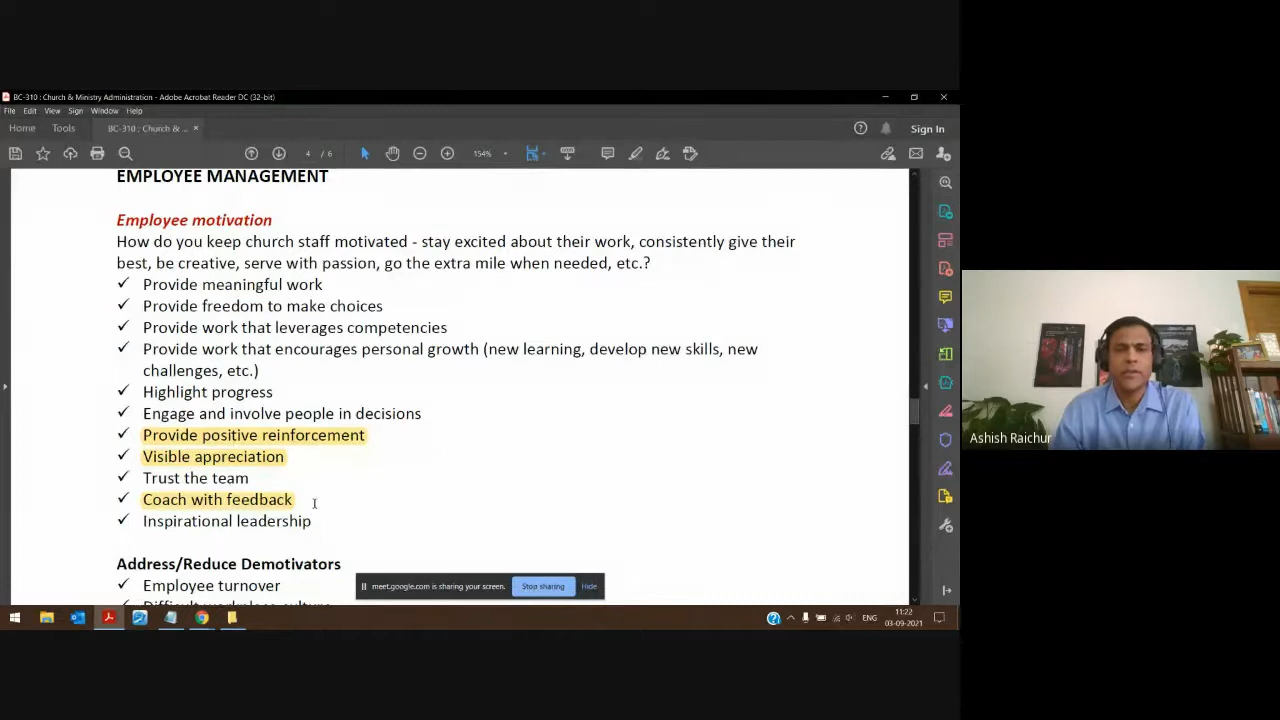 BC-310 : Church & Ministry Administration - Adobe Acrobat Reader DC (32-bit)
File Edit View Sign Window Help
Home Tools BC-310 ; Church & ... × Sign In
4 / 6 154%
EMPLOYEE MANAGEMENT
Employee motivation
How do you keep church staff motivated - stay excited about their work, consistently give their
best, be creative, serve with passion, go the extra mile when needed, etc.?
✓ Provide meaningful work
✓ Provide freedom to make choices
✓ Provide work that leverages competencies
✓ Provide work that encourages personal growth (new learning, develop new skills, new
challenges, etc.)
✓ Highlight progress
✓ Engage and involve people in decisions
✓ Provide positive reinforcement
✓ Visible appreciation
✓ Trust the team
✓ Coach with feedback
✓ Inspirational leadership
Address/Reduce Demotivators
✓ Employee turnover
meet.google.com is sharing your screen. Stop sharing Hide
ENG 11:22
03-09-2021
Ashish Raichur